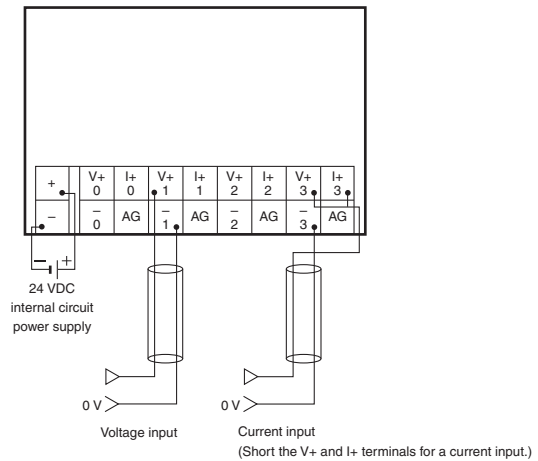 + V+ I+ V+ I+ V+ I+ V+ I+
0 0 1 1 2 2 3 3
– – AG – AG – AG – AG
0 1 2 3
– +
24 VDC
internal circuit
power supply
0 V 0 V
Voltage input
Current input
(Short the V+ and I+ terminals for a current input.)